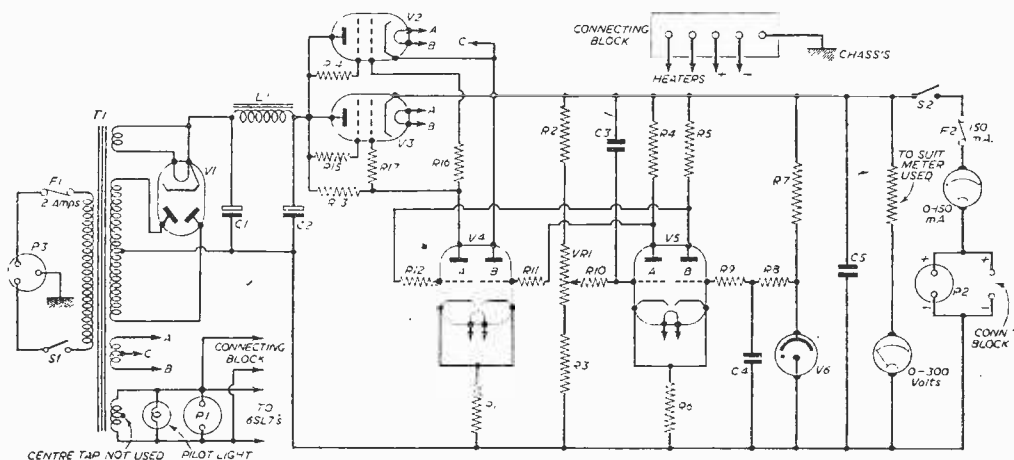 V2
A
B
C
CONNECTING
BLOCK
HEATERS
+
-
CHASS'S
R14
L1
T1
V3
A
B
R15
R17
R16
R13
R2
C3
R4
R5
S2
F2
150
mA.
TO SUIT
METER
USED
0-150
mA
F1
2 Amps
V1
C1
C2
P3
S1
R7
V4
A
B
V5
A
B
R12
R11
VR1
R10
R9
R8
C5
+
+
P2
-
-
CONN'T
BLOCK
R3
C4
V6
0-300
Volts
R6
A
C
B
CONNECTING
BLOCK
P1
TO
6SL7's
CENTRE TAP NOT USED
PILOT LIGHT